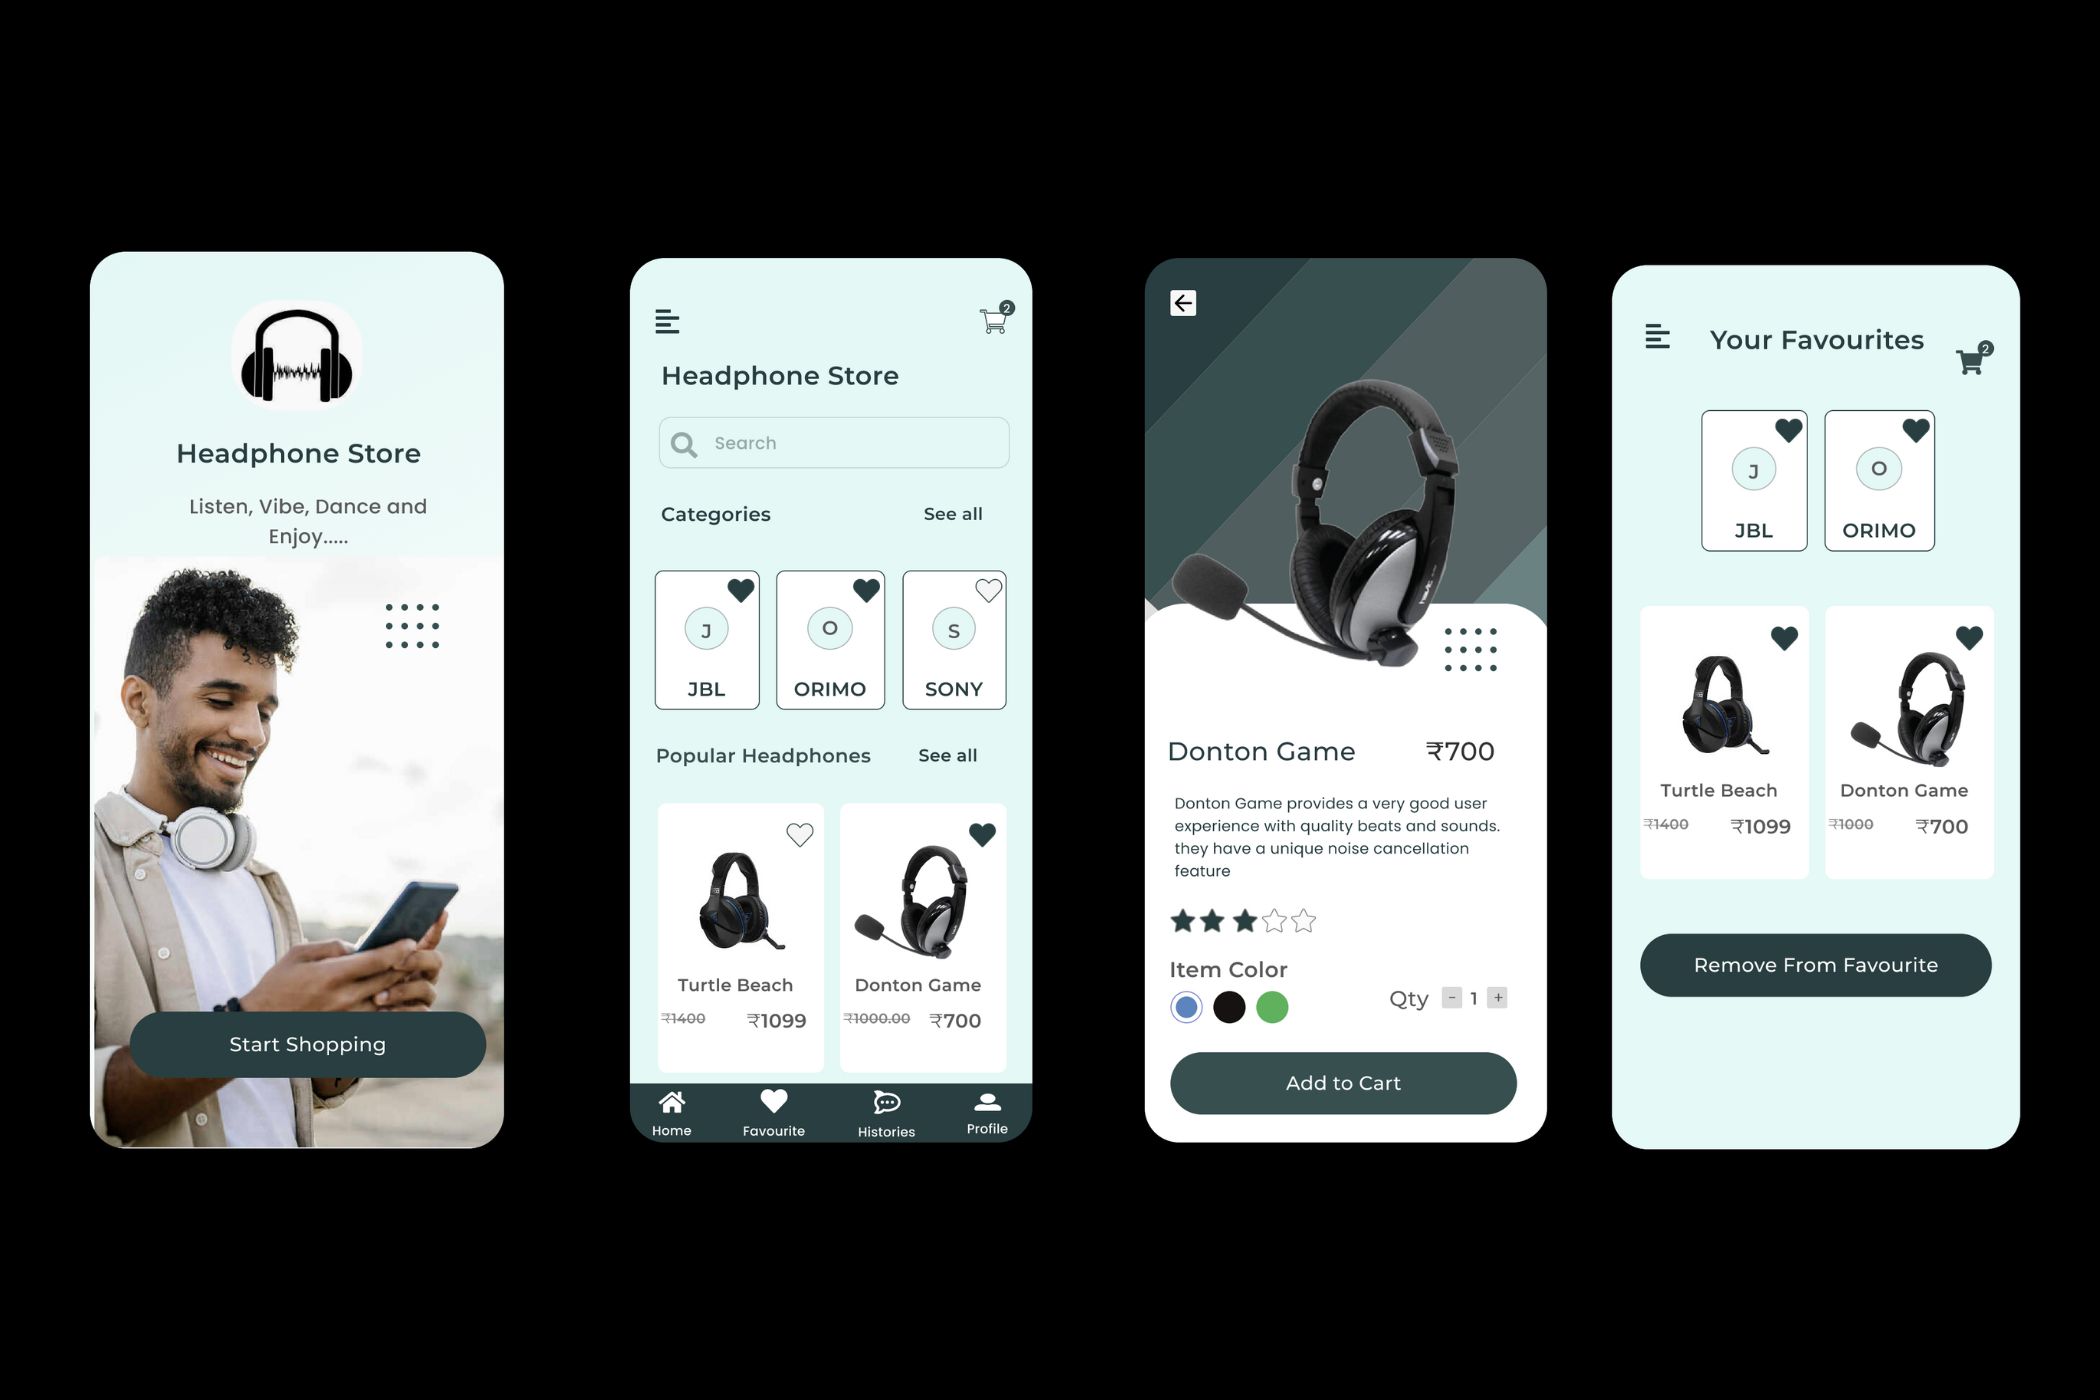 Headphone Store
Listen, Vibe, Dance and
Enjoy.....
Start Shopping
2
Headphone Store
Search
Categories See all
J O S
JBL ORIMO SONY
Popular Headphones See all
Turtle Beach Donton Game
₹1400 ₹1099 ₹1000.00 ₹700
Home Favourite Histories Profile
Donton Game ₹700
Donton Game provides a very good user
experience with quality beats and sounds.
they have a unique noise cancellation
feature
Item Color
Qty - 1 +
Add to Cart
Your Favourites
2
J O
JBL ORIMO
Turtle Beach Donton Game
₹1400 ₹1099 ₹1000 ₹700
Remove From Favourite